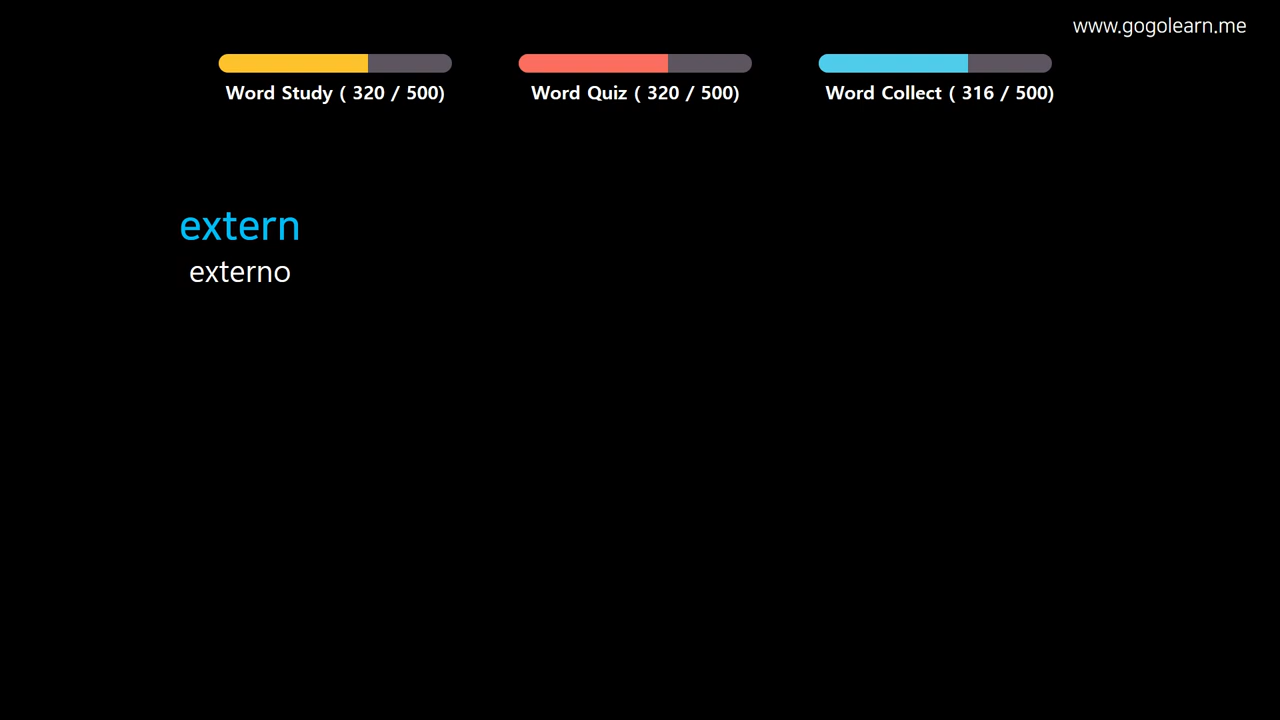 www.gogolearn.me
Word Study ( 320 / 500)
Word Quiz ( 320 / 500)
Word Collect ( 316 / 500)
extern
externo